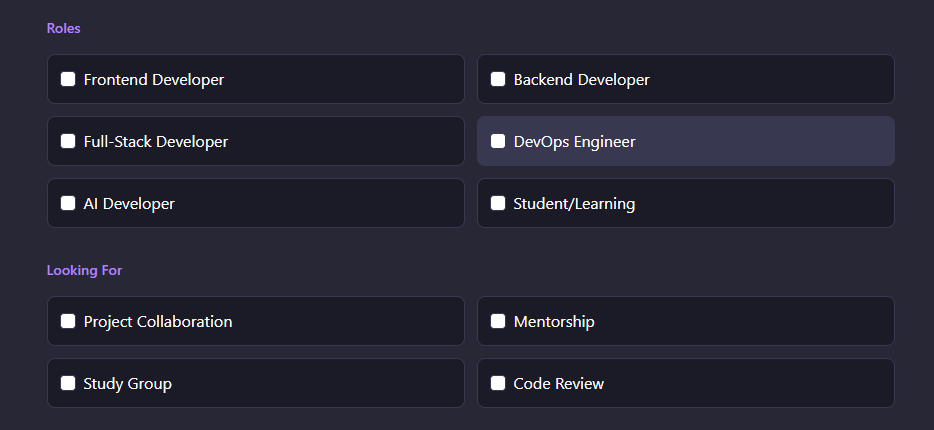 Roles
Frontend Developer
Backend Developer
Full-Stack Developer
DevOps Engineer
AI Developer
Student/Learning
Looking For
Project Collaboration
Mentorship
Study Group
Code Review